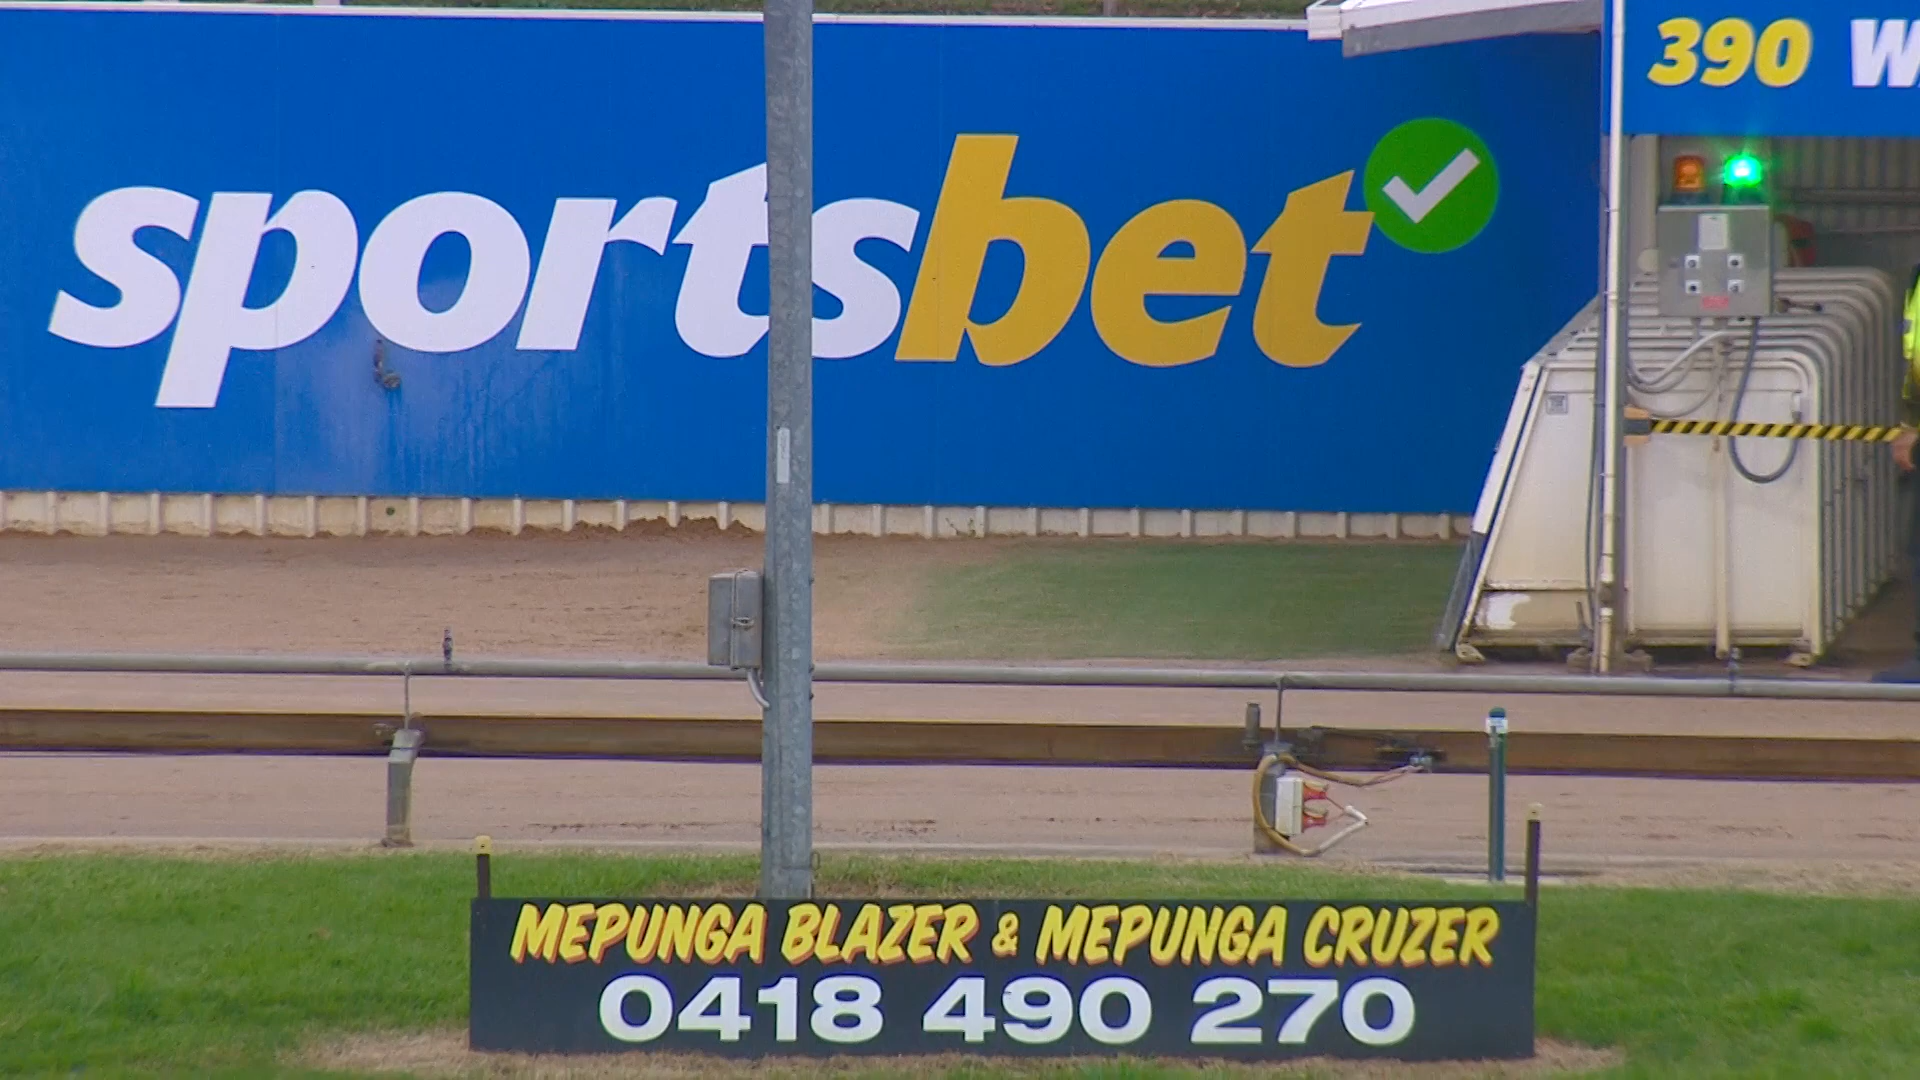 sportsbet
390
MEPUNGA BLAZER & MEPUNGA CRUZER
0418 490 270